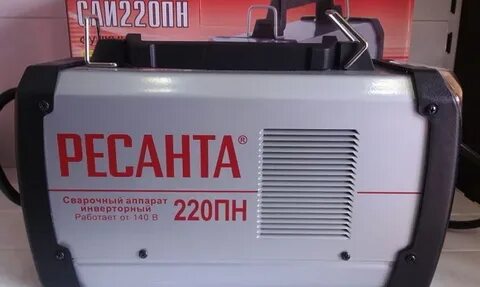 САИ220ПН
РЕСАНТА®
Сварочный аппарат
инверторный
Работает от 140 В
220ПН